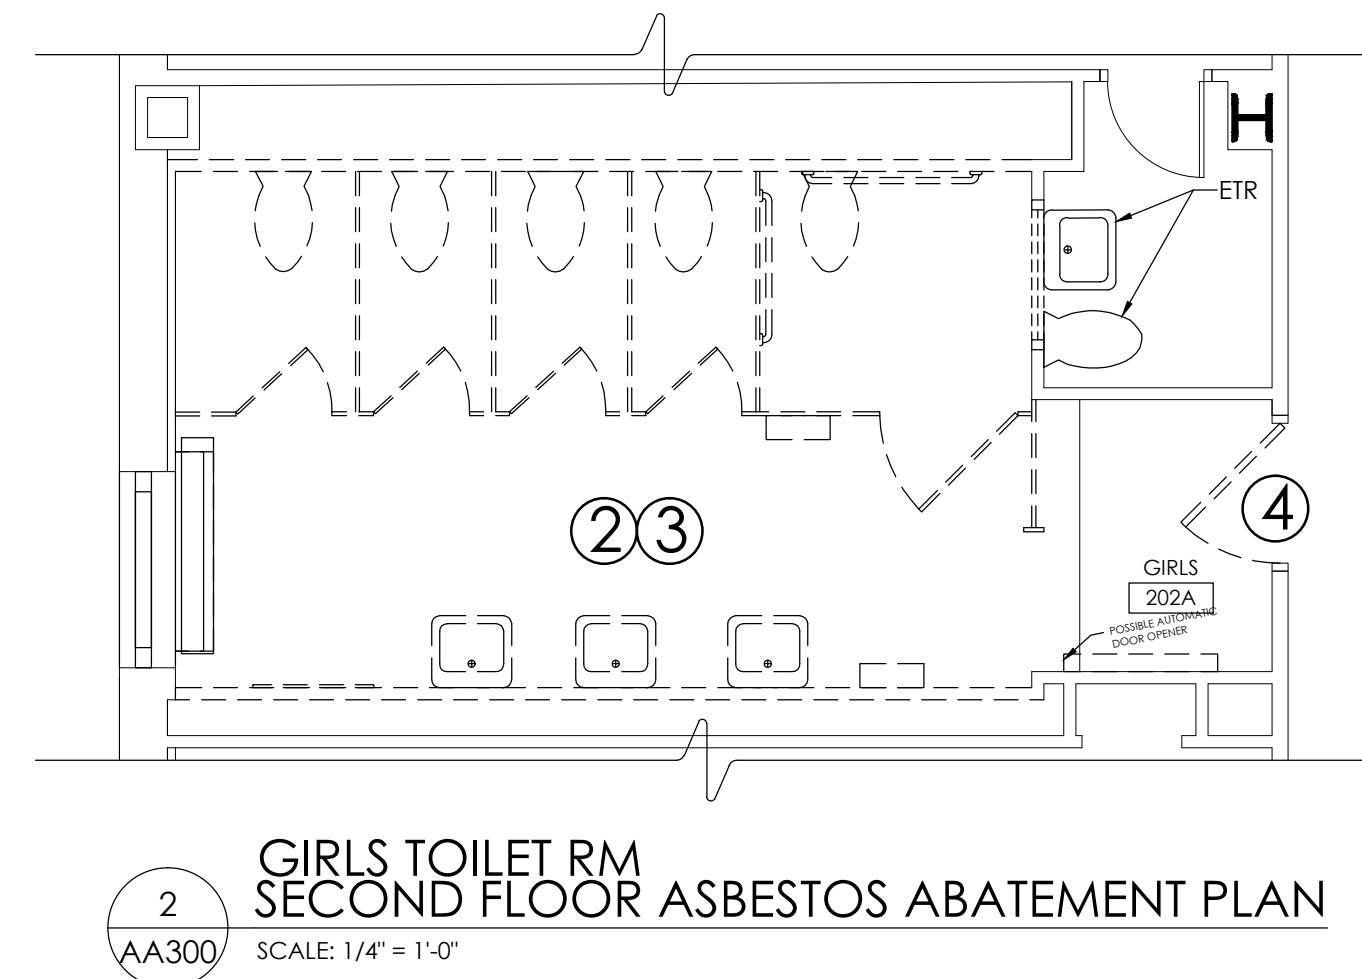 ETR
2 3
4
GIRLS
202A
POSSIBLE AUTOMATIC
DOOR OPENER
GIRLS TOILET RM
SECOND FLOOR ASBESTOS ABATEMENT PLAN
2
AA300
SCALE: 1/4" = 1'-0"